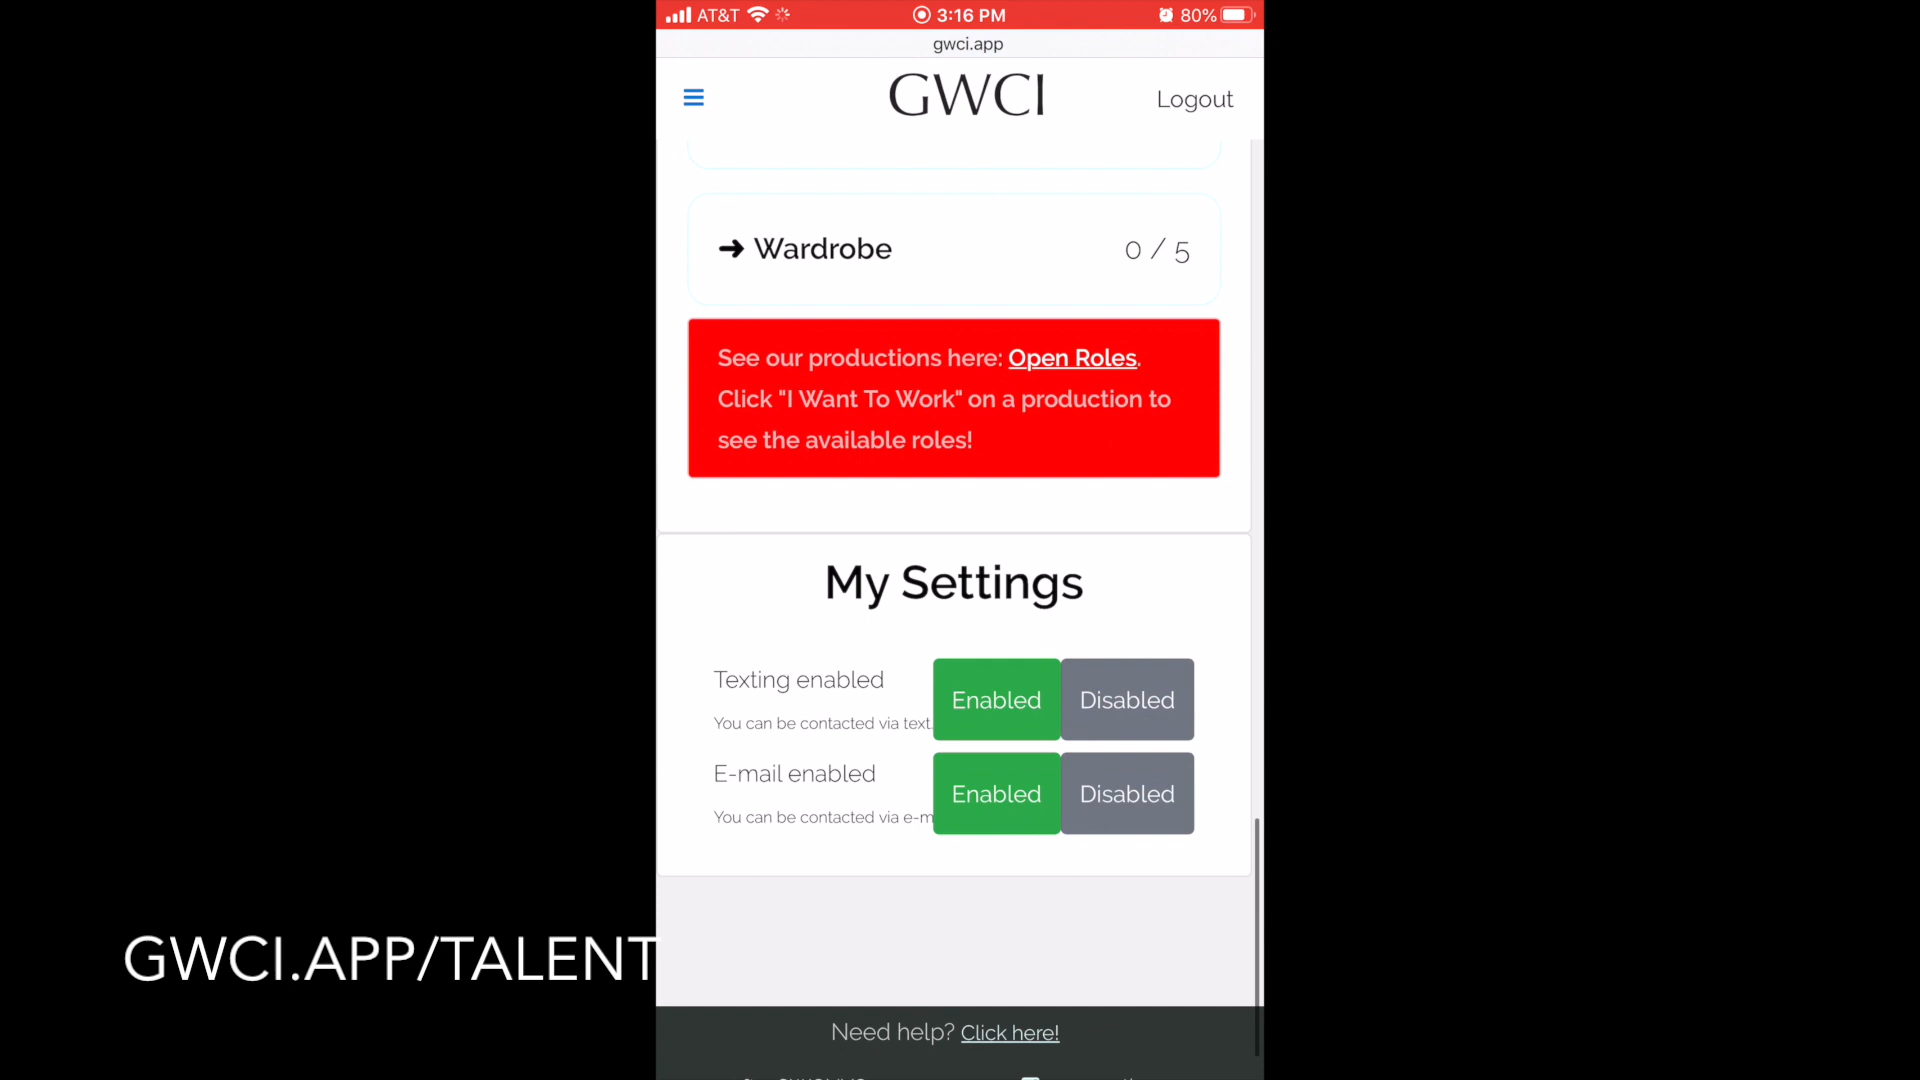 AT&T 3:16 PM 80%
gwci.app
GWCI
Logout
➜ Wardrobe 0 / 5
See our productions here: Open Roles.
Click "I Want To Work" on a production to
see the available roles!
My Settings
Texting enabled
You can be contacted via text.
Enabled Disabled
E-mail enabled
You can be contacted via e-m
Enabled Disabled
GWCI.APP/TALENT
Need help? Click here!